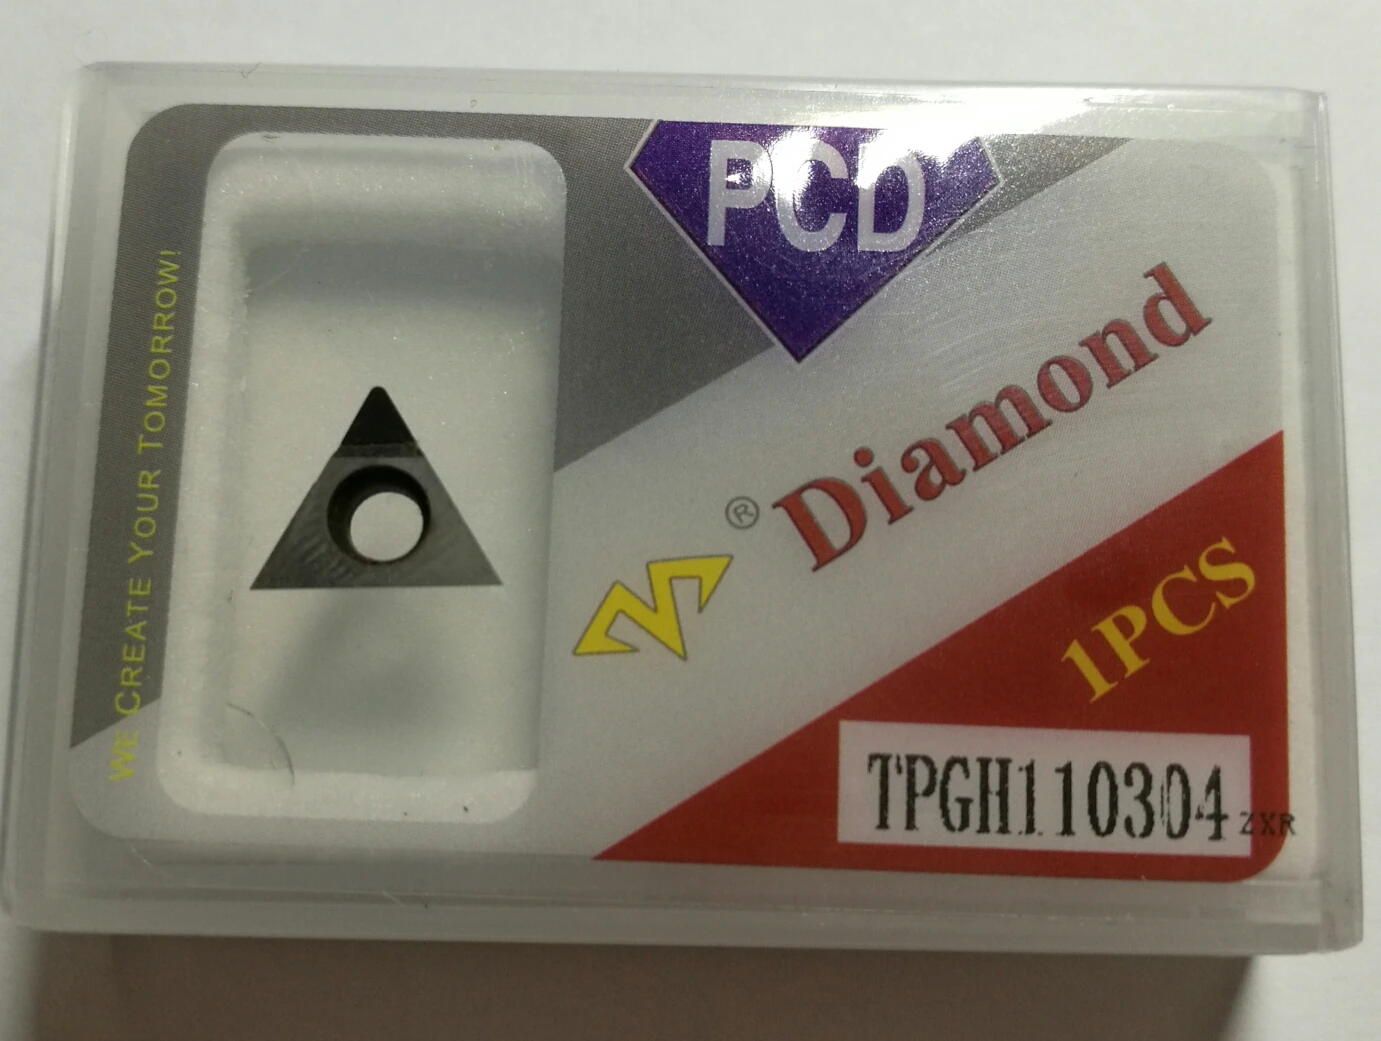 PCD
WE CREATE YOUR TOMORROW!
® Diamond
1PCS
TPGH110304
ZXR